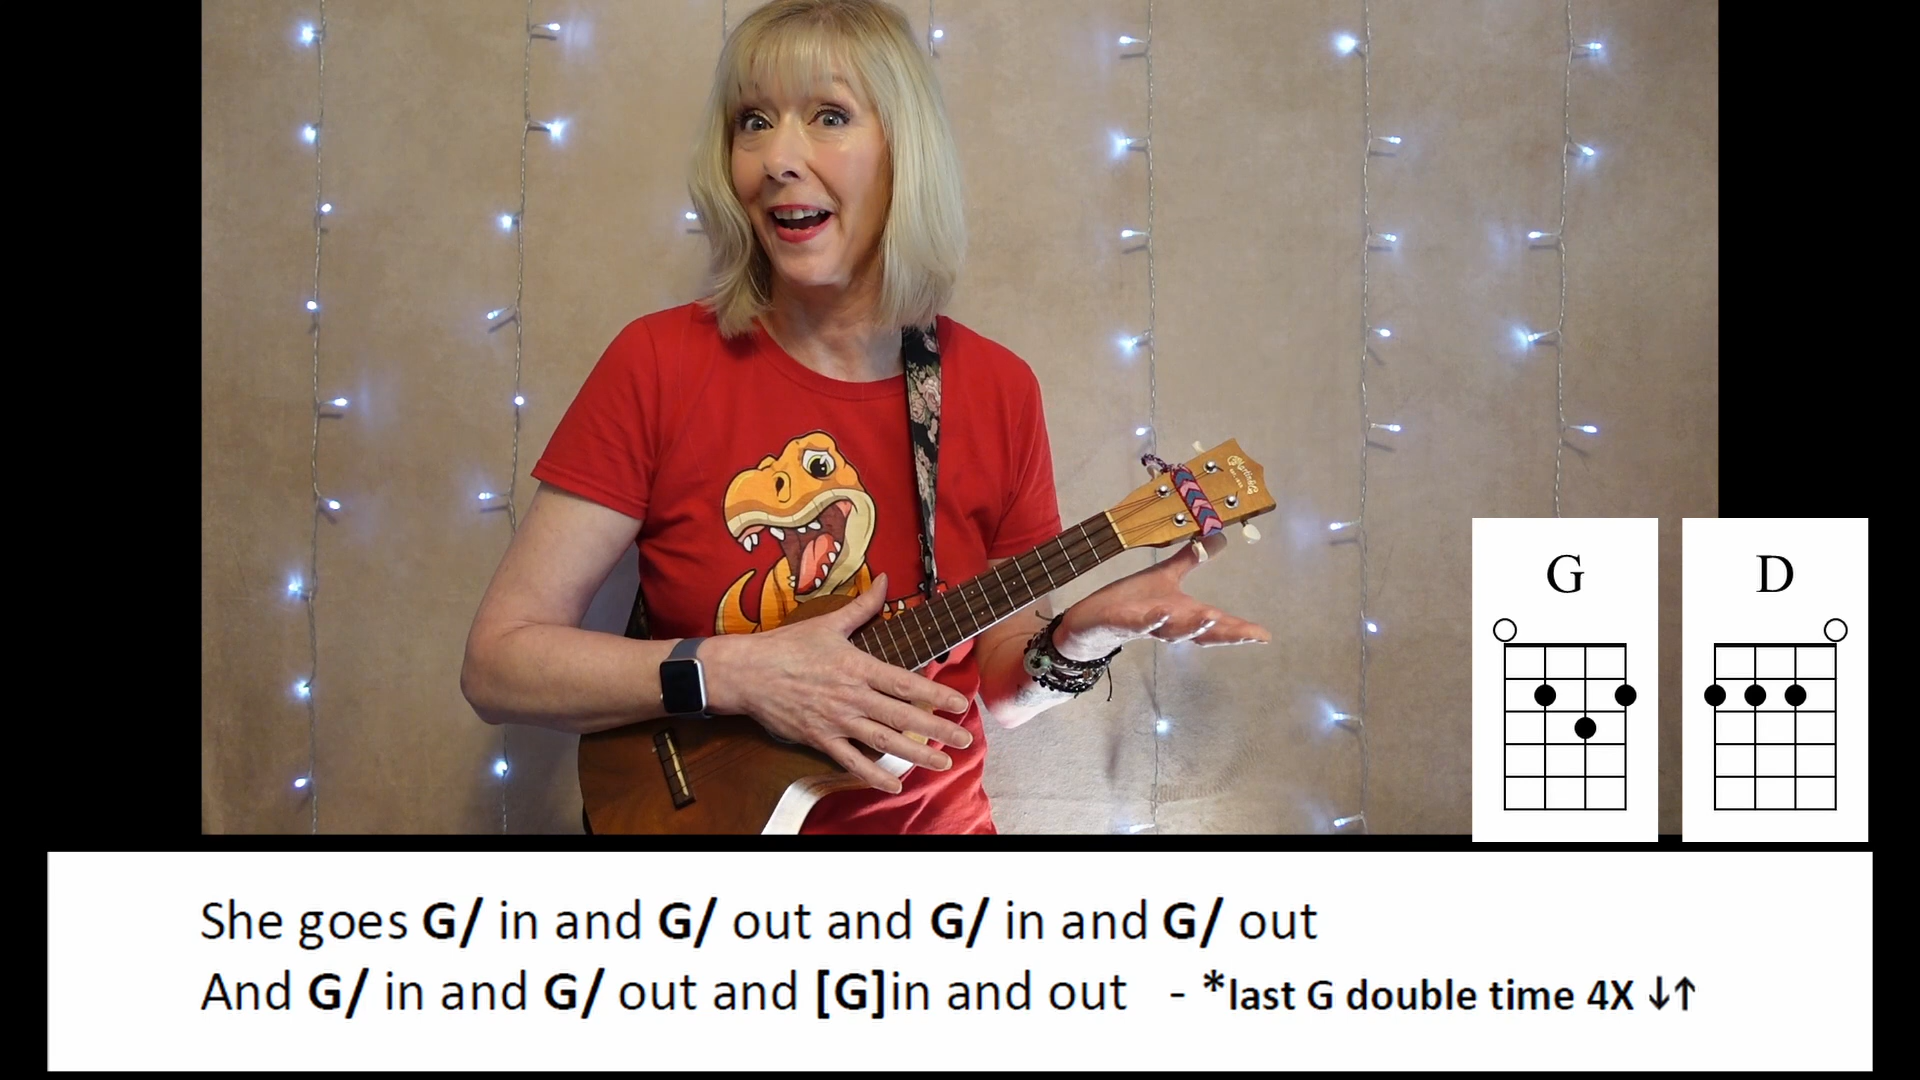 G D
She goes G/ in and G/ out and G/ in and G/ out
And G/ in and G/ out and [G]in and out - *last G double time 4X ↓↑